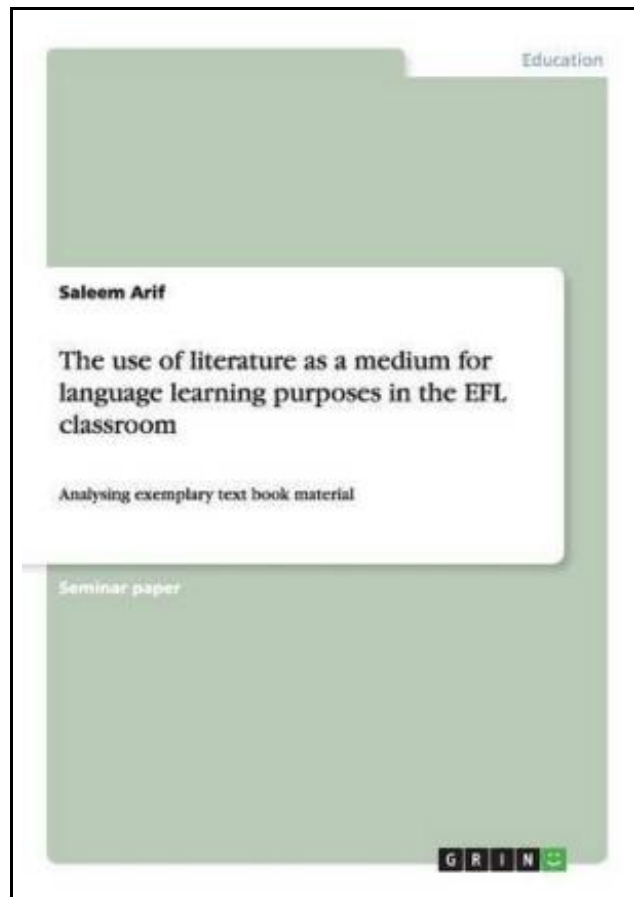 Education
Saleem Arif
The use of literature as a medium for
language learning purposes in the EFL
classroom
Analysing exemplary text book material
Seminar paper
GRIN